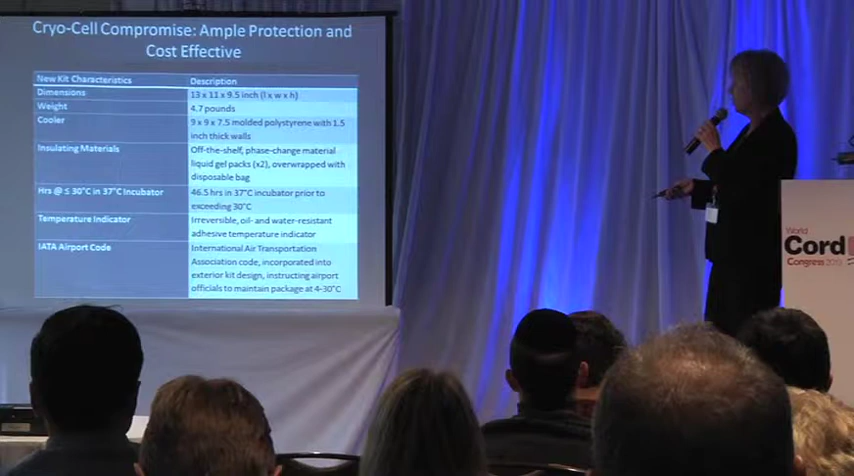 Cryo-Cell Compromise: Ample Protection and
Cost Effective
New Kit Characteristics Description
Dimensions 13 x 11 x 9.5 inch (l x w x h)
Weight 4.7 pounds
Cooler 9 x 9 x 7.5 molded polystyrene with 1.5
inch thick walls
Insulating Materials Off-the-shelf, phase-change material
liquid gel packs (x2), overwrapped with
disposable bag
Hrs @ ≤ 30°C in 37°C Incubator 46.5 hrs in 37°C incubator prior to
exceeding 30°C
Temperature Indicator Irreversible, oil- and water-resistant
adhesive temperature indicator
IATA Airport Code International Air Transportation
Association code, incorporated into
exterior kit design, instructing airport
officials to maintain package at 4-30°C
World
Cord
Congress